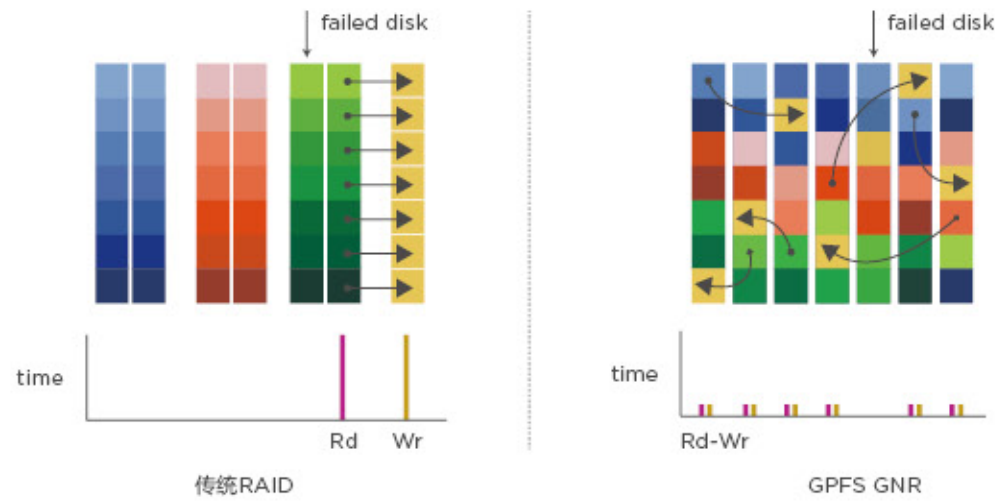 failed disk
time
Rd
Wr
传统RAID
failed disk
time
Rd-Wr
GPFS GNR